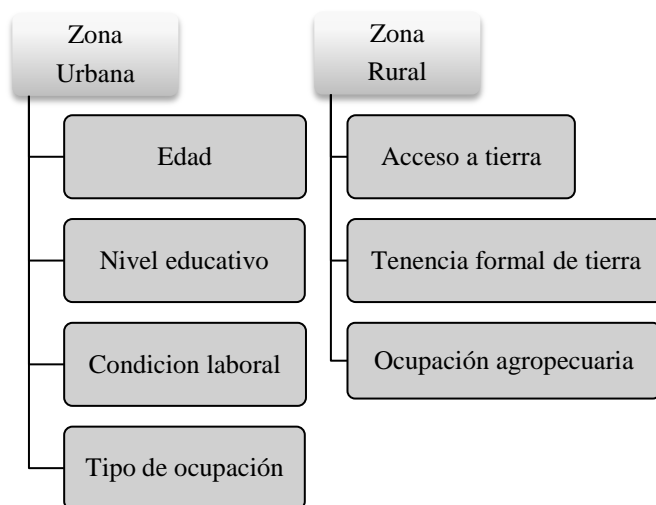 Zona
Urbana
Edad
Nivel educativo
Condicion laboral
Tipo de ocupación
Zona
Rural
Acceso a tierra
Tenencia formal de tierra
Ocupación agropecuaria